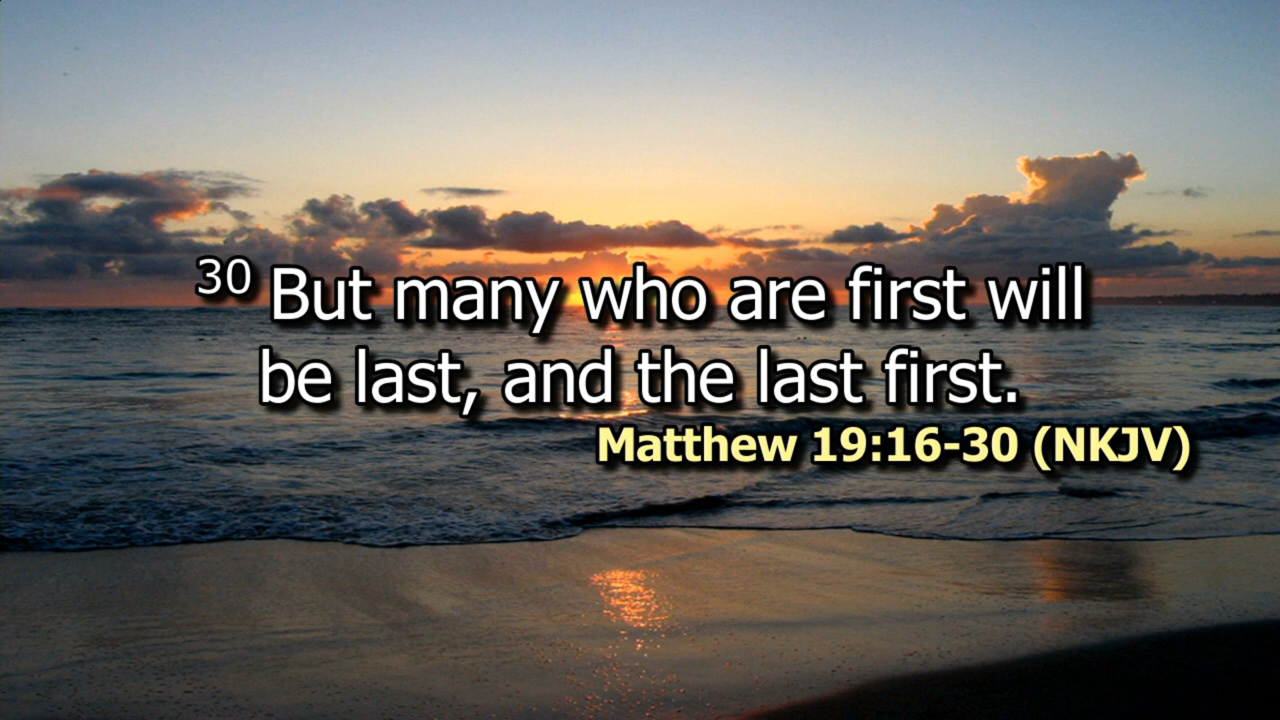 30 But many who are first will
be last, and the last first.
Matthew 19:16-30 (NKJV)